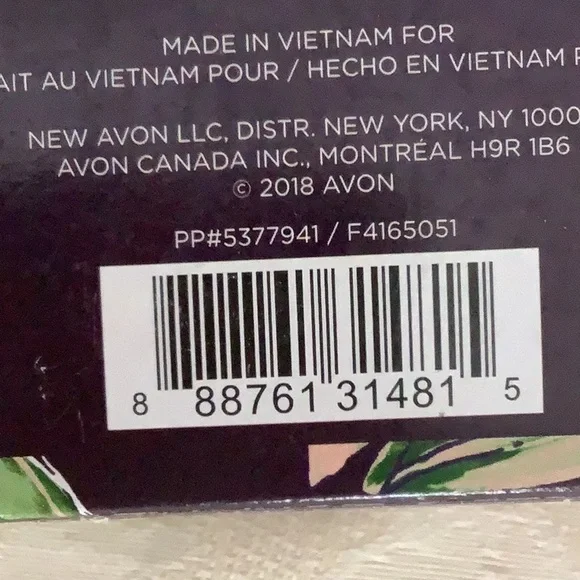 MADE IN VIETNAM FOR
AIT AU VIETNAM POUR / HECHO EN VIETNAM P
NEW AVON LLC, DISTR. NEW YORK, NY 1000
AVON CANADA INC., MONTRÉAL H9R 1B6
© 2018 AVON
PP#5377941 / F4165051
8 88761 31481 5